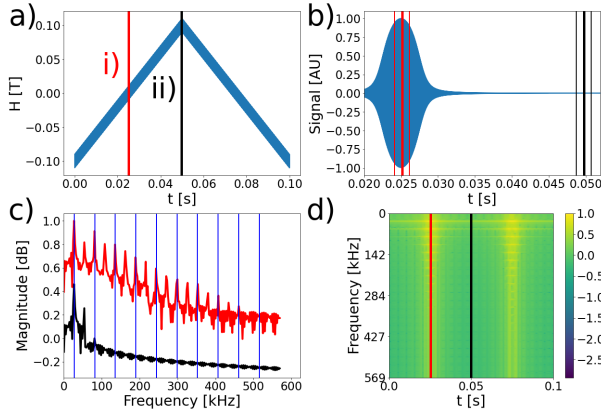 a)
H [T]
0.10
0.05
0.00
−0.05
−0.10
i)
ii)
0.00 0.02 0.04 0.06 0.08 0.10
t [s]
b)
Signal [AU]
1.00
0.75
0.50
0.25
0.00
−0.25
−0.50
−0.75
−1.00
0.020 0.025 0.030 0.035 0.040 0.045 0.050
t [s]
c)
Magnitude [dB]
1.0
0.8
0.6
0.4
0.2
0.0
−0.2
0 100 200 300 400 500 600
Frequency [kHz]
d)
Frequency [kHz]
0
142
284
427
569
0.0 0.05 0.1
t [s]
1.0
0.5
0.0
−0.5
−1.0
−1.5
−2.0
−2.5